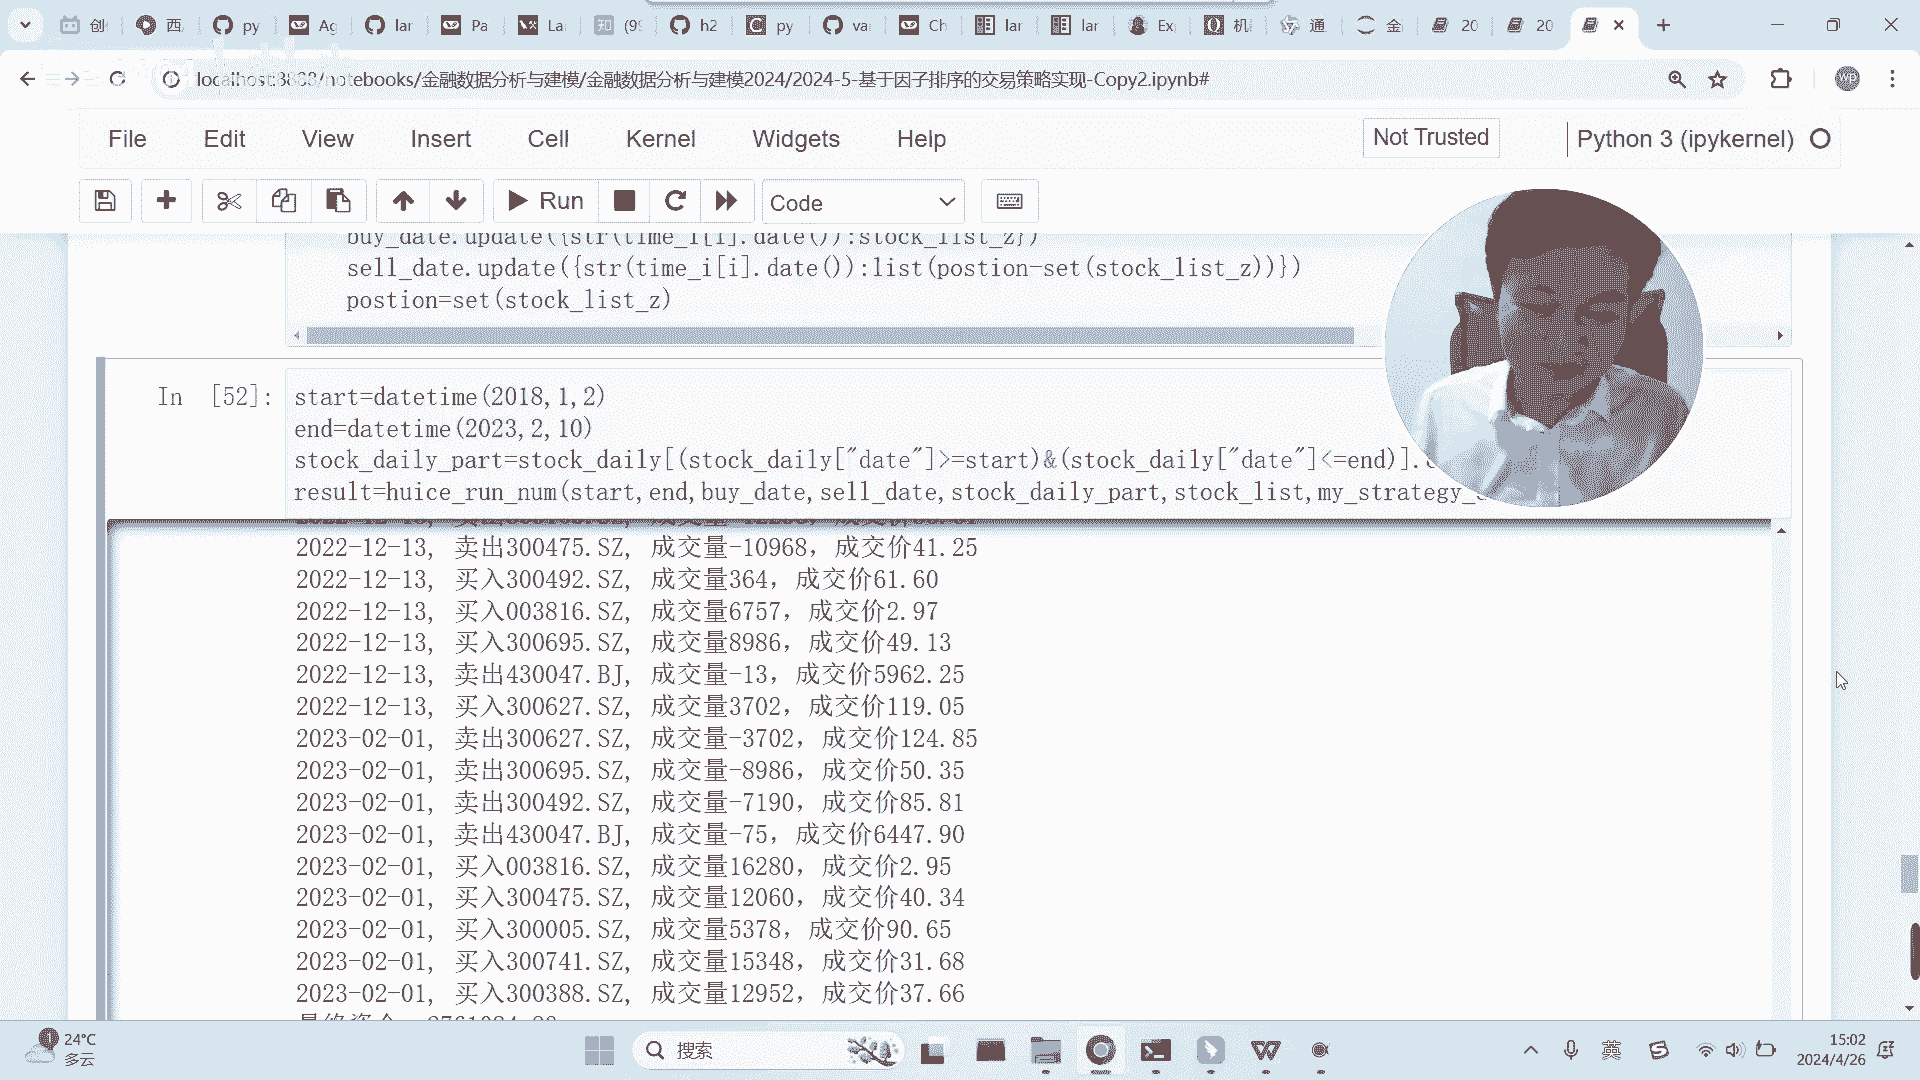 创
西
py
Ag
lar
Pa
La
知 (9
h2
py
va
Ch
lar
lar
Ex
机
通
金
20
20
localhost:8888/notebooks/金融数据分析与建模/金融数据分析与建模2024/2024-5-基于因子排序的交易策略实现-Copy2.ipynb#
WP
File Edit View Insert Cell Kernel Widgets Help
Not Trusted
Python 3 (ipykernel)
Run
Code
buy_date.update({str(time_i[i].date()):stock_list_z})
sell_date.update({str(time_i[i].date()):list(postion-set(stock_list_z))})
postion=set(stock_list_z)
In [52]:
start=datetime(2018,1,2)
end=datetime(2023,2,10)
stock_daily_part=stock_daily[(stock_daily["date"]>=start)&(stock_daily["date"]<=end)].
result=huice_run_num(start,end,buy_date,sell_date,stock_daily_part,stock_list,my_strategy_
2022-12-13, 卖出300475.SZ, 成交量-10968, 成交价41.25
2022-12-13, 买入300492.SZ, 成交量364, 成交价61.60
2022-12-13, 买入003816.SZ, 成交量6757, 成交价2.97
2022-12-13, 买入300695.SZ, 成交量8986, 成交价49.13
2022-12-13, 卖出430047.BJ, 成交量-13, 成交价5962.25
2022-12-13, 买入300627.SZ, 成交量3702, 成交价119.05
2023-02-01, 卖出300627.SZ, 成交量-3702, 成交价124.85
2023-02-01, 卖出300695.SZ, 成交量-8986, 成交价50.35
2023-02-01, 卖出300492.SZ, 成交量-7190, 成交价85.81
2023-02-01, 卖出430047.BJ, 成交量-75, 成交价6447.90
2023-02-01, 买入003816.SZ, 成交量16280, 成交价2.95
2023-02-01, 买入300475.SZ, 成交量12060, 成交价40.34
2023-02-01, 买入300005.SZ, 成交量5378, 成交价90.65
2023-02-01, 买入300741.SZ, 成交量15348, 成交价31.68
2023-02-01, 买入300388.SZ, 成交量12952, 成交价37.66
1
24°C
多云
搜索
英
15:02
2024/4/26